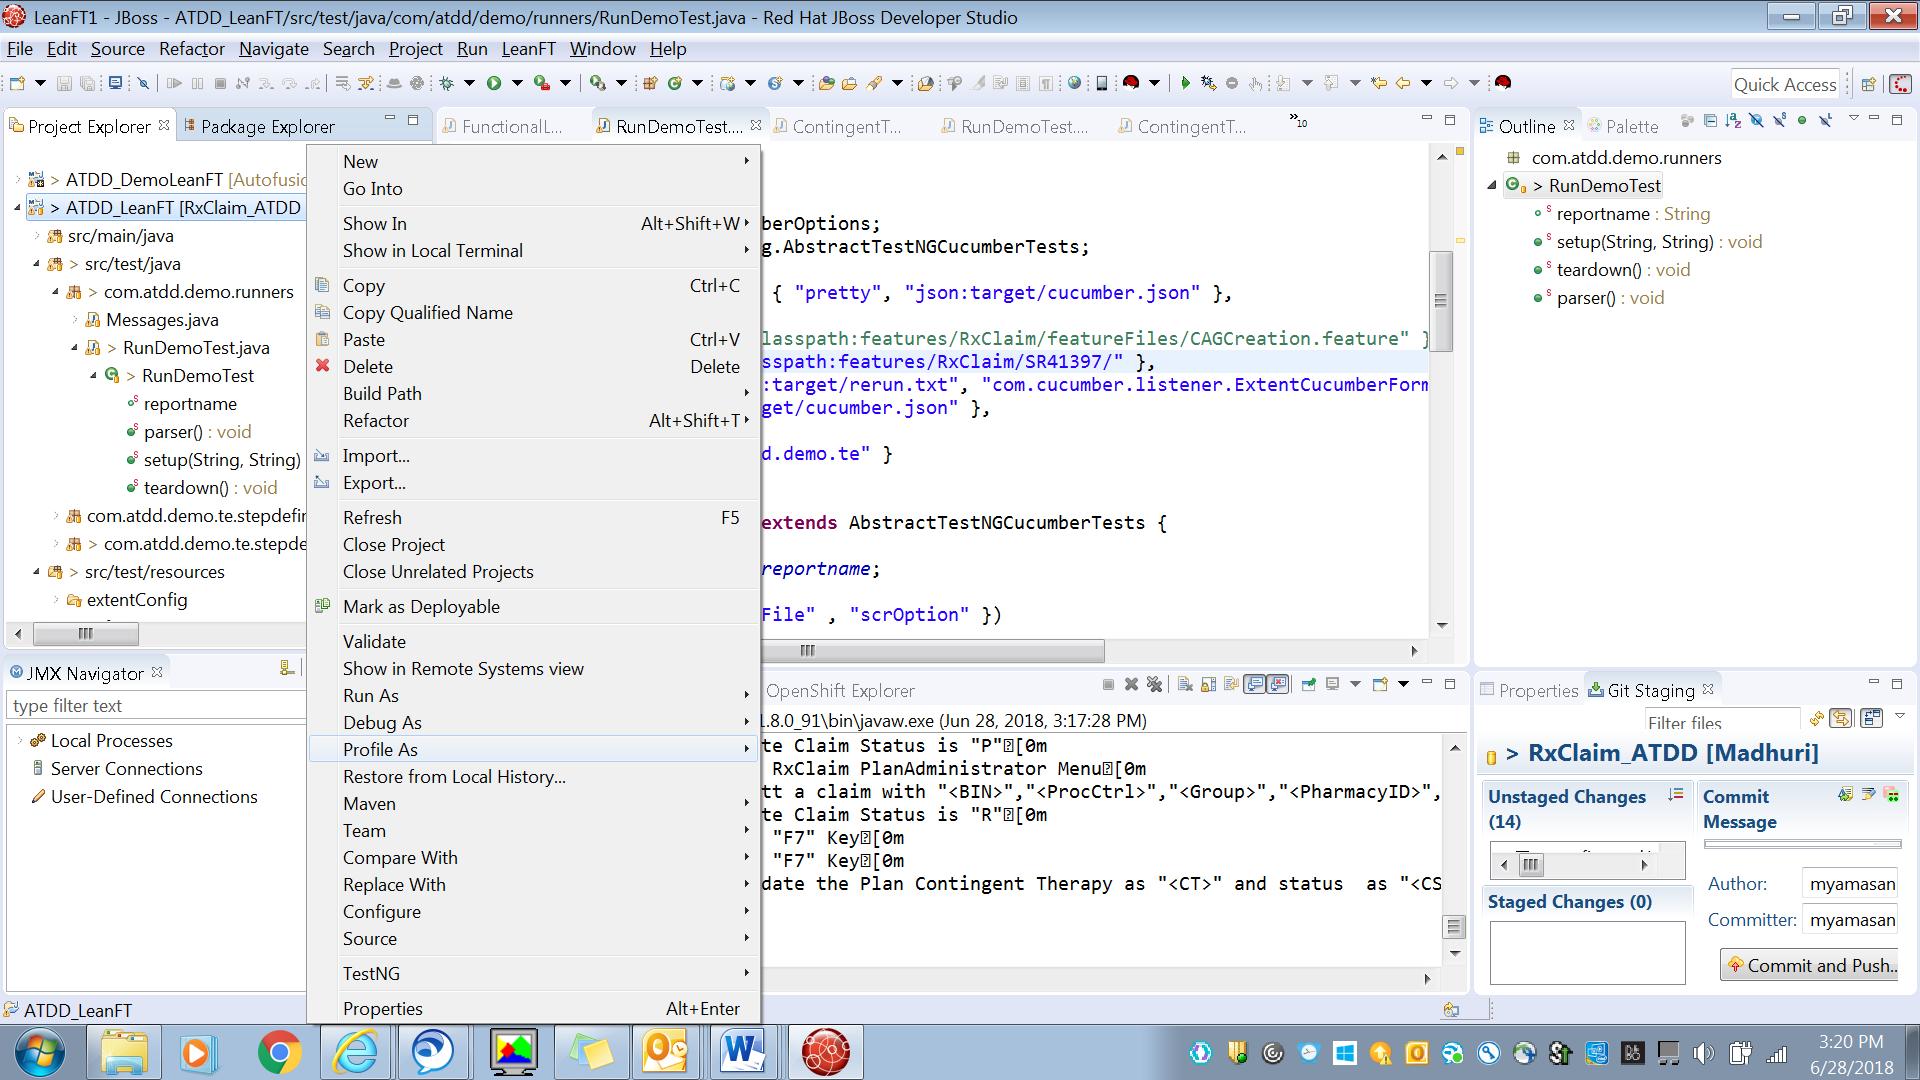 LeanFT1 - JBoss - ATDD_LeanFT/src/test/java/com/atdd/demo/runners/RunDemoTest.java - Red Hat JBoss Developer Studio
File Edit Source Refactor Navigate Search Project Run LeanFT Window Help
Quick Access
Project Explorer
Package Explorer
> ATDD_DemoLeanFT [Autofusio
> ATDD_LeanFT [RxClaim_ATDD
src/main/java
> src/test/java
> com.atdd.demo.runners
Messages.java
> RunDemoTest.java
> RunDemoTest
reportname
parser() : void
setup(String, String)
teardown() : void
com.atdd.demo.te.stepdefin
> com.atdd.demo.te.stepde
> src/test/resources
extentConfig
JMX Navigator
type filter text
Local Processes
Server Connections
User-Defined Connections
ATDD_LeanFT
New
Go Into
Show In Alt+Shift+W
Show in Local Terminal
Copy Ctrl+C
Copy Qualified Name
Paste Ctrl+V
Delete Delete
Build Path
Refactor Alt+Shift+T
Import...
Export...
Refresh F5
Close Project
Close Unrelated Projects
Mark as Deployable
Validate
Show in Remote Systems view
Run As
Debug As
Profile As
Restore from Local History...
Maven
Team
Compare With
Replace With
Configure
Source
TestNG
Properties Alt+Enter
FunctionalL...
RunDemoTest....
ContingentT...
RunDemoTest....
ContingentT...
»10
berOptions;
g.AbstractTestNGCucumberTests;
{ "pretty", "json:target/cucumber.json" },
lasspath:features/RxClaim/featureFiles/CAGCreation.feature" }
sspath:features/RxClaim/SR41397/" },
:target/rerun.txt", "com.cucumber.listener.ExtentCucumberForm
get/cucumber.json" },
d.demo.te" }
extends AbstractTestNGCucumberTests {
reportname;
File" , "scrOption" })
OpenShift Explorer
1.8.0_91\bin\javaw.exe (Jun 28, 2018, 3:17:28 PM)
te Claim Status is "P"[0m
RxClaim PlanAdministrator Menu[0m
tt a claim with "<BIN>","<ProcCtrl>","<Group>","<PharmacyID>",
te Claim Status is "R"[0m
"F7" Key[0m
"F7" Key[0m
date the Plan Contingent Therapy as "<CT>" and status  as "<CS
Outline
Palette
com.atdd.demo.runners
> RunDemoTest
reportname : String
setup(String, String) : void
teardown() : void
parser() : void
Properties
Git Staging
Filter files
> RxClaim_ATDD [Madhuri]
Unstaged Changes (14)
Staged Changes (0)
Commit Message
Author: myamasan
Committer: myamasan
Commit and Push..
3:20 PM
6/28/2018